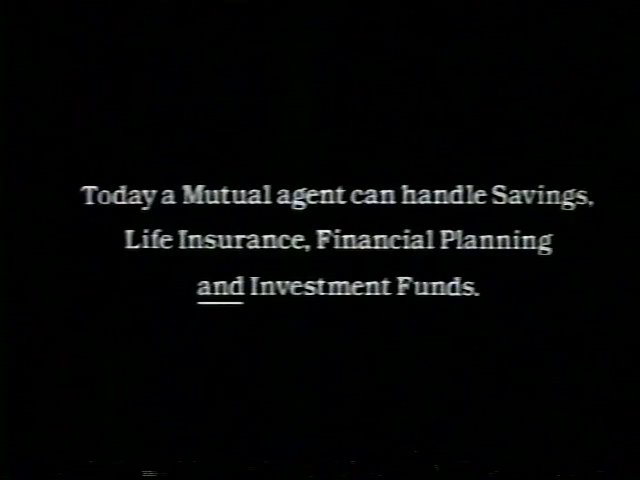 Today a Mutual agent can handle Savings,
Life Insurance, Financial Planning
and Investment Funds.